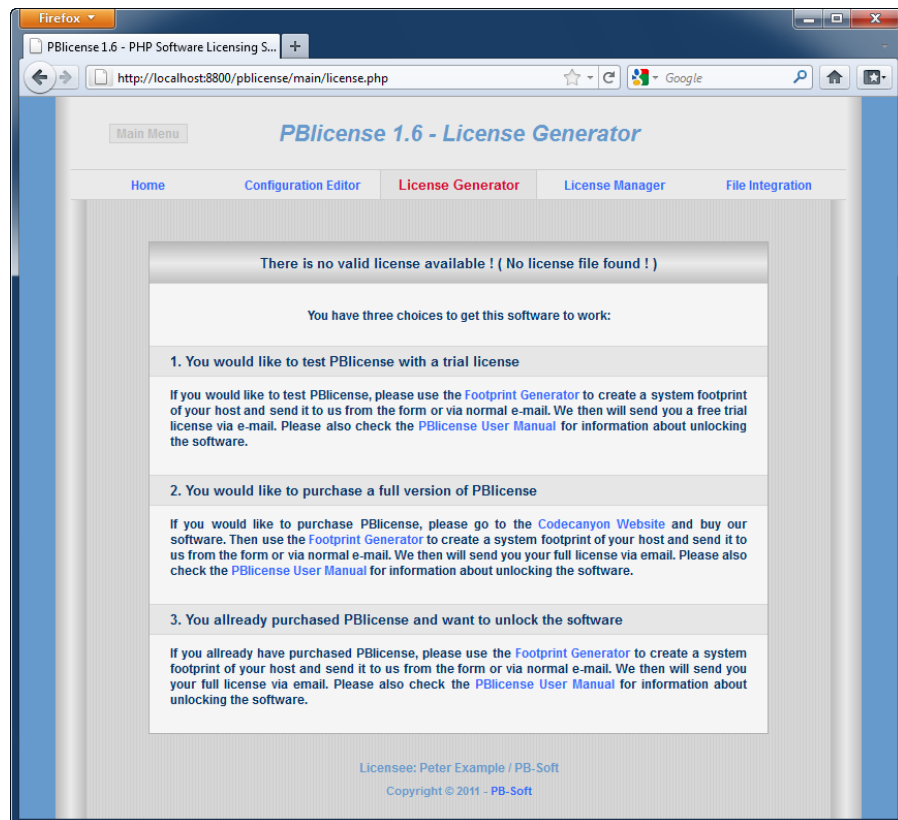 Firefox
PBlicense 1.6 - PHP Software Licensing S...
http://localhost:8800/pblicense/main/license.php
Google
Main Menu
PBlicense 1.6 - License Generator
Home
Configuration Editor
License Generator
License Manager
File Integration
There is no valid license available ! ( No license file found ! )
You have three choices to get this software to work:
1. You would like to test PBlicense with a trial license
If you would like to test PBlicense, please use the Footprint Generator to create a system footprint
of your host and send it to us from the form or via normal e-mail. We then will send you a free trial
license via e-mail. Please also check the PBlicense User Manual for information about unlocking
the software.
2. You would like to purchase a full version of PBlicense
If you would like to purchase PBlicense, please go to the Codecanyon Website and buy our
software. Then use the Footprint Generator to create a system footprint of your host and send it to
us from the form or via normal e-mail. We then will send you your full license via email. Please also
check the PBlicense User Manual for information about unlocking the software.
3. You allready purchased PBlicense and want to unlock the software
If you allready have purchased PBlicense, please use the Footprint Generator to create a system
footprint of your host and send it to us from the form or via normal e-mail. We then will send you
your full license via email. Please also check the PBlicense User Manual for information about
unlocking the software.
Licensee: Peter Example / PB-Soft
Copyright © 2011 - PB-Soft